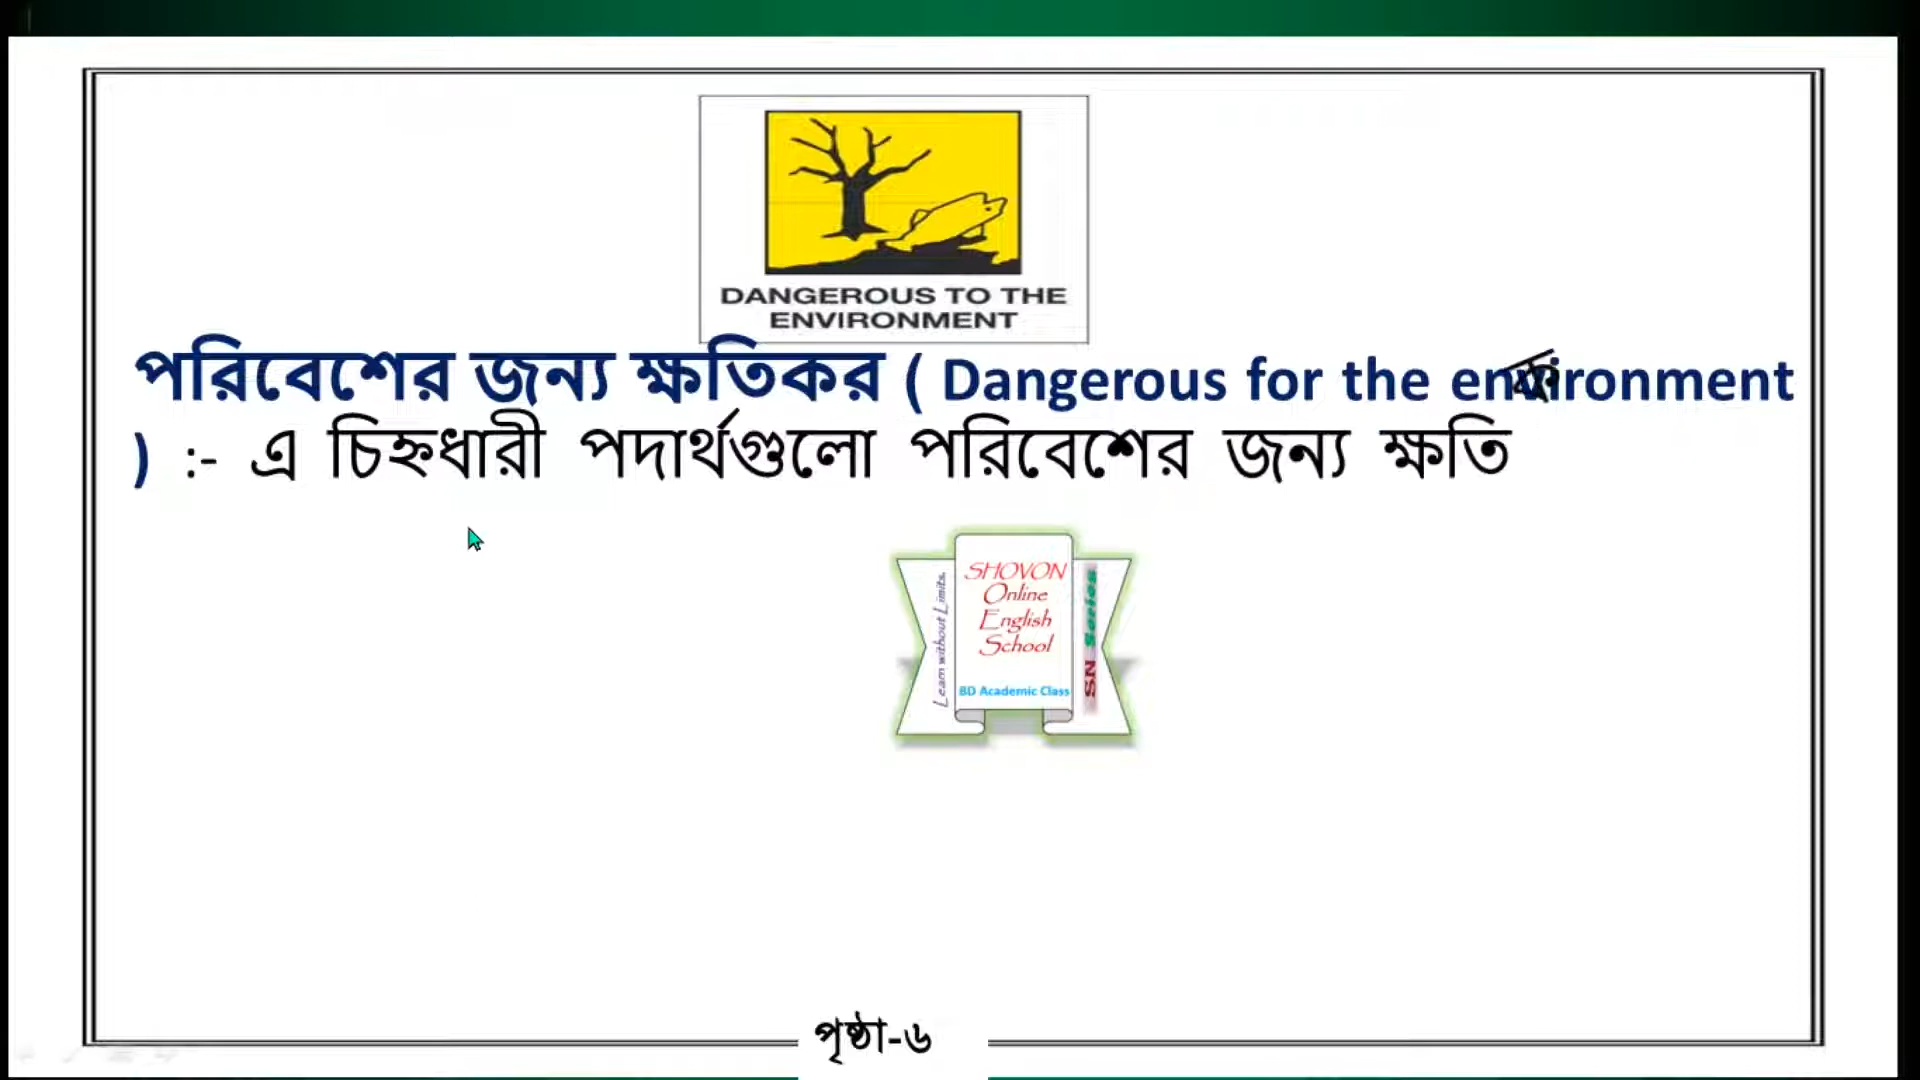 DANGEROUS TO THE
ENVIRONMENT
পরিবেশের জন্য ক্ষতিকর ( Dangerous for the environment
) :- এ চিহ্নধারী পদার্থগুলো পরিবেশের জন্য ক্ষতি
ক
Learn without Limits.
SHOVON
Online
English
School
BD Academic Class
SN Series
পৃষ্ঠা-৬